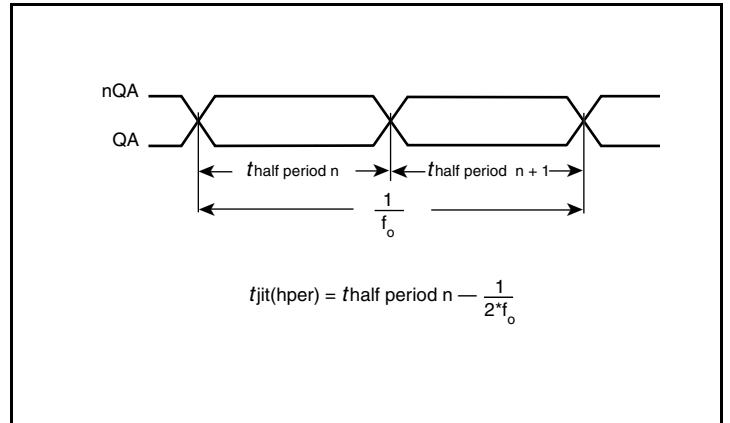 nQA
QA
thalf period n
thalf period n + 1
1
fo
tjit(hper) = thalf period n — 1
2*fo